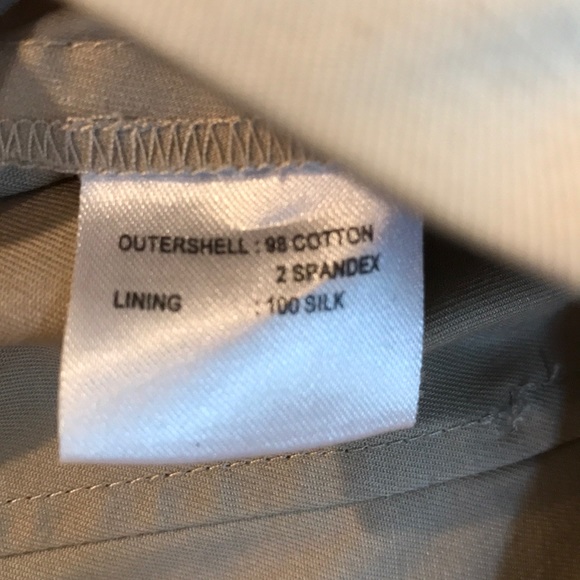 OUTERSHELL : 98 COTTON
2 SPANDEX
LINING : 100 SILK